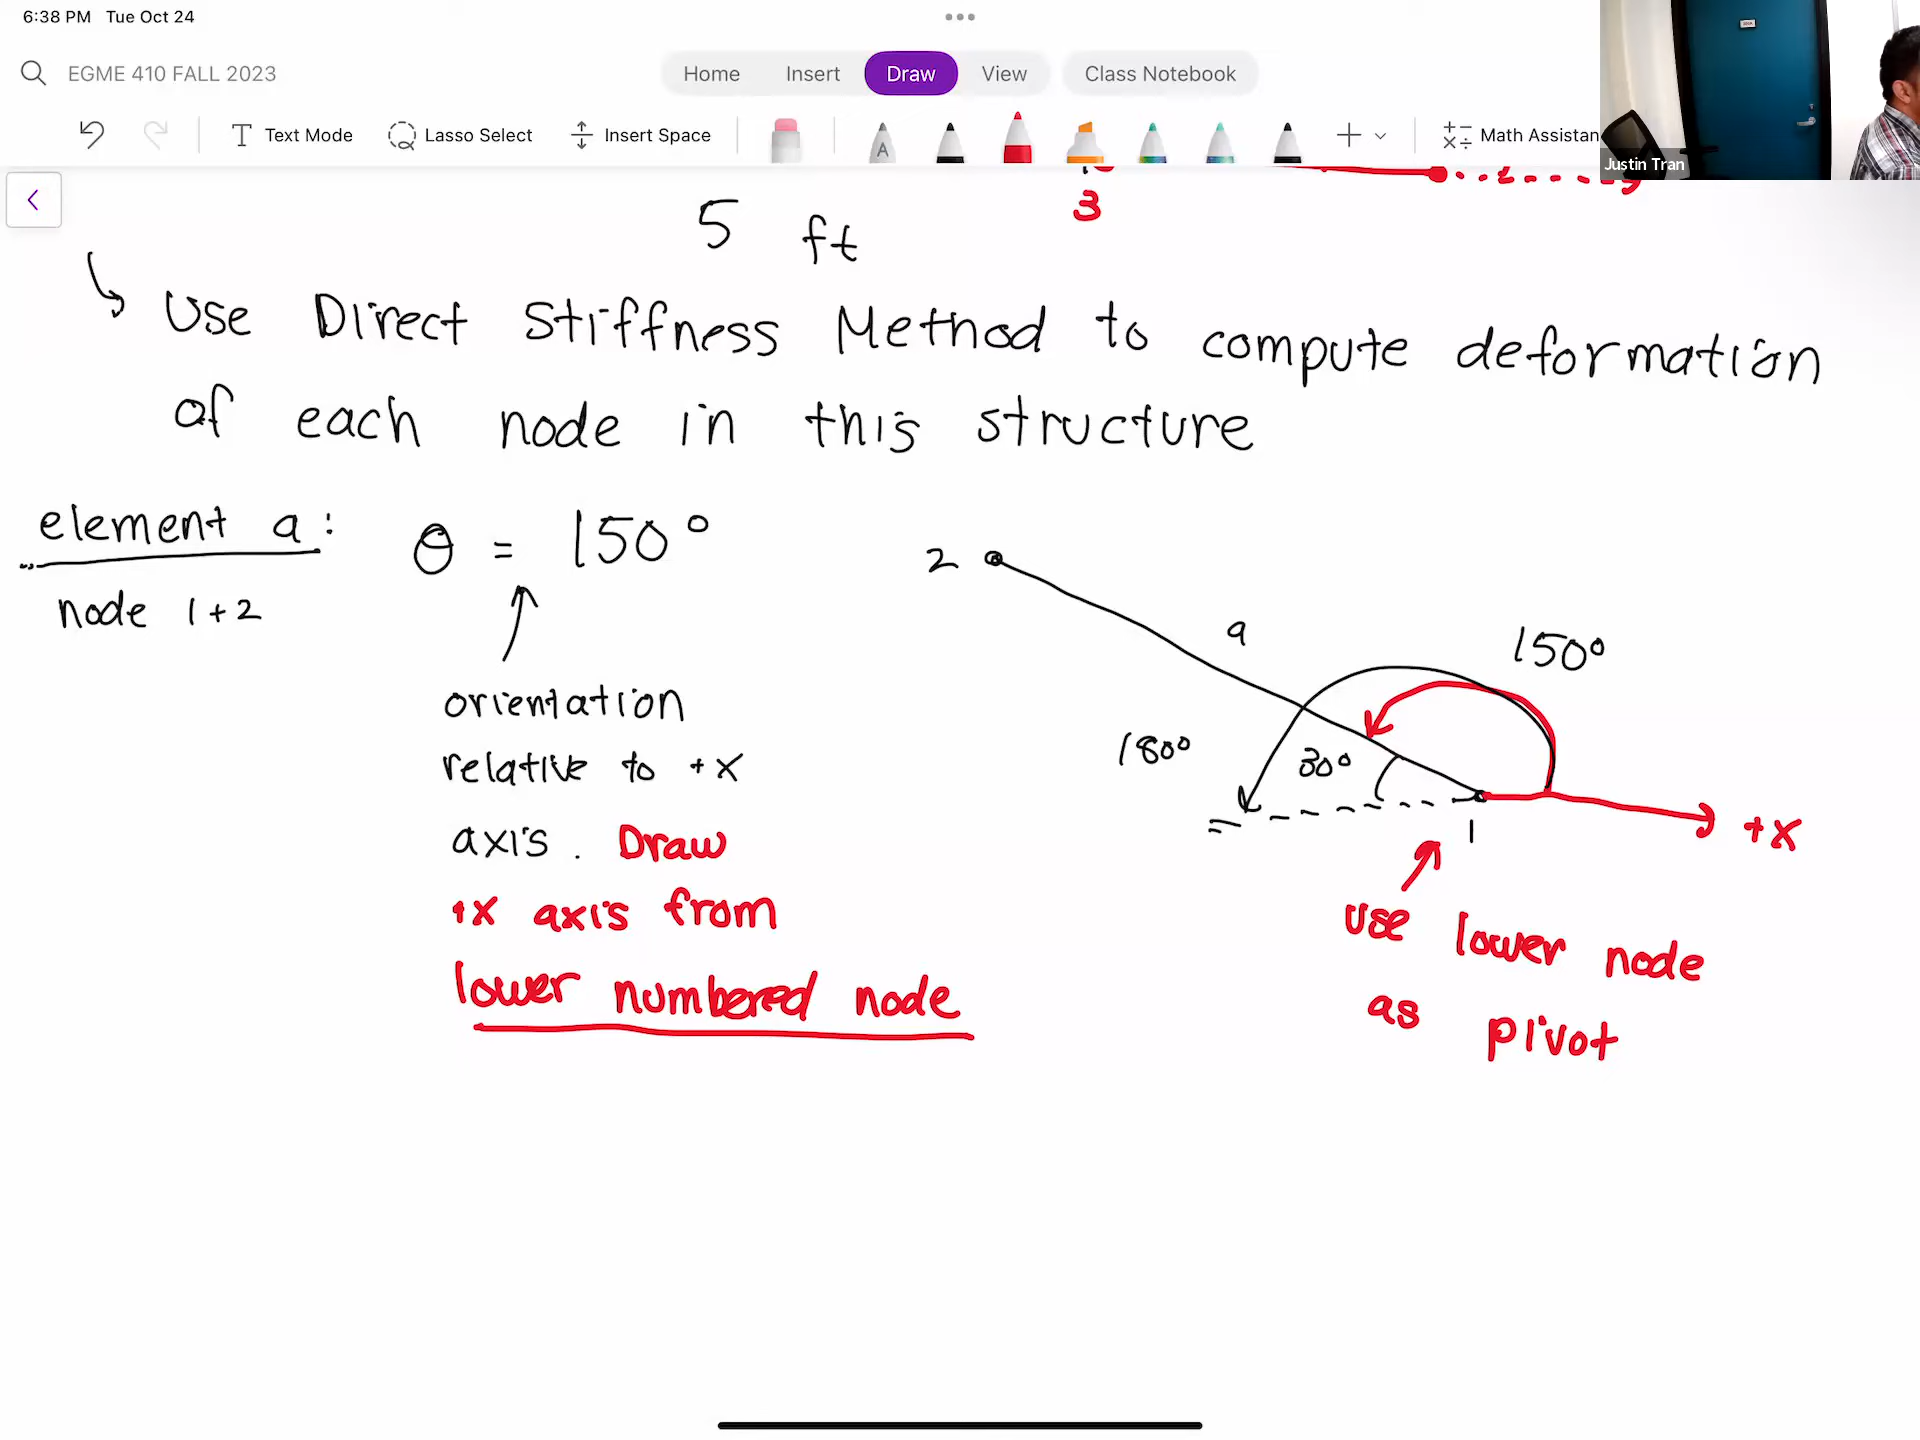 6:38 PM Tue Oct 24
EGME 410 FALL 2023
Home Insert Draw View Class Notebook
Text Mode Lasso Select Insert Space A Math Assistan
Justin Tran
3
5 ft
Use Direct Stiffness Method to compute deformation
of each node in this structure
element a: θ = 150°
node 1+2
2
a
150°
180°
30°
1
+x
orientation
relative to +x
axis. Draw
+x axis from
lower numbered node
use lower node
as pivot